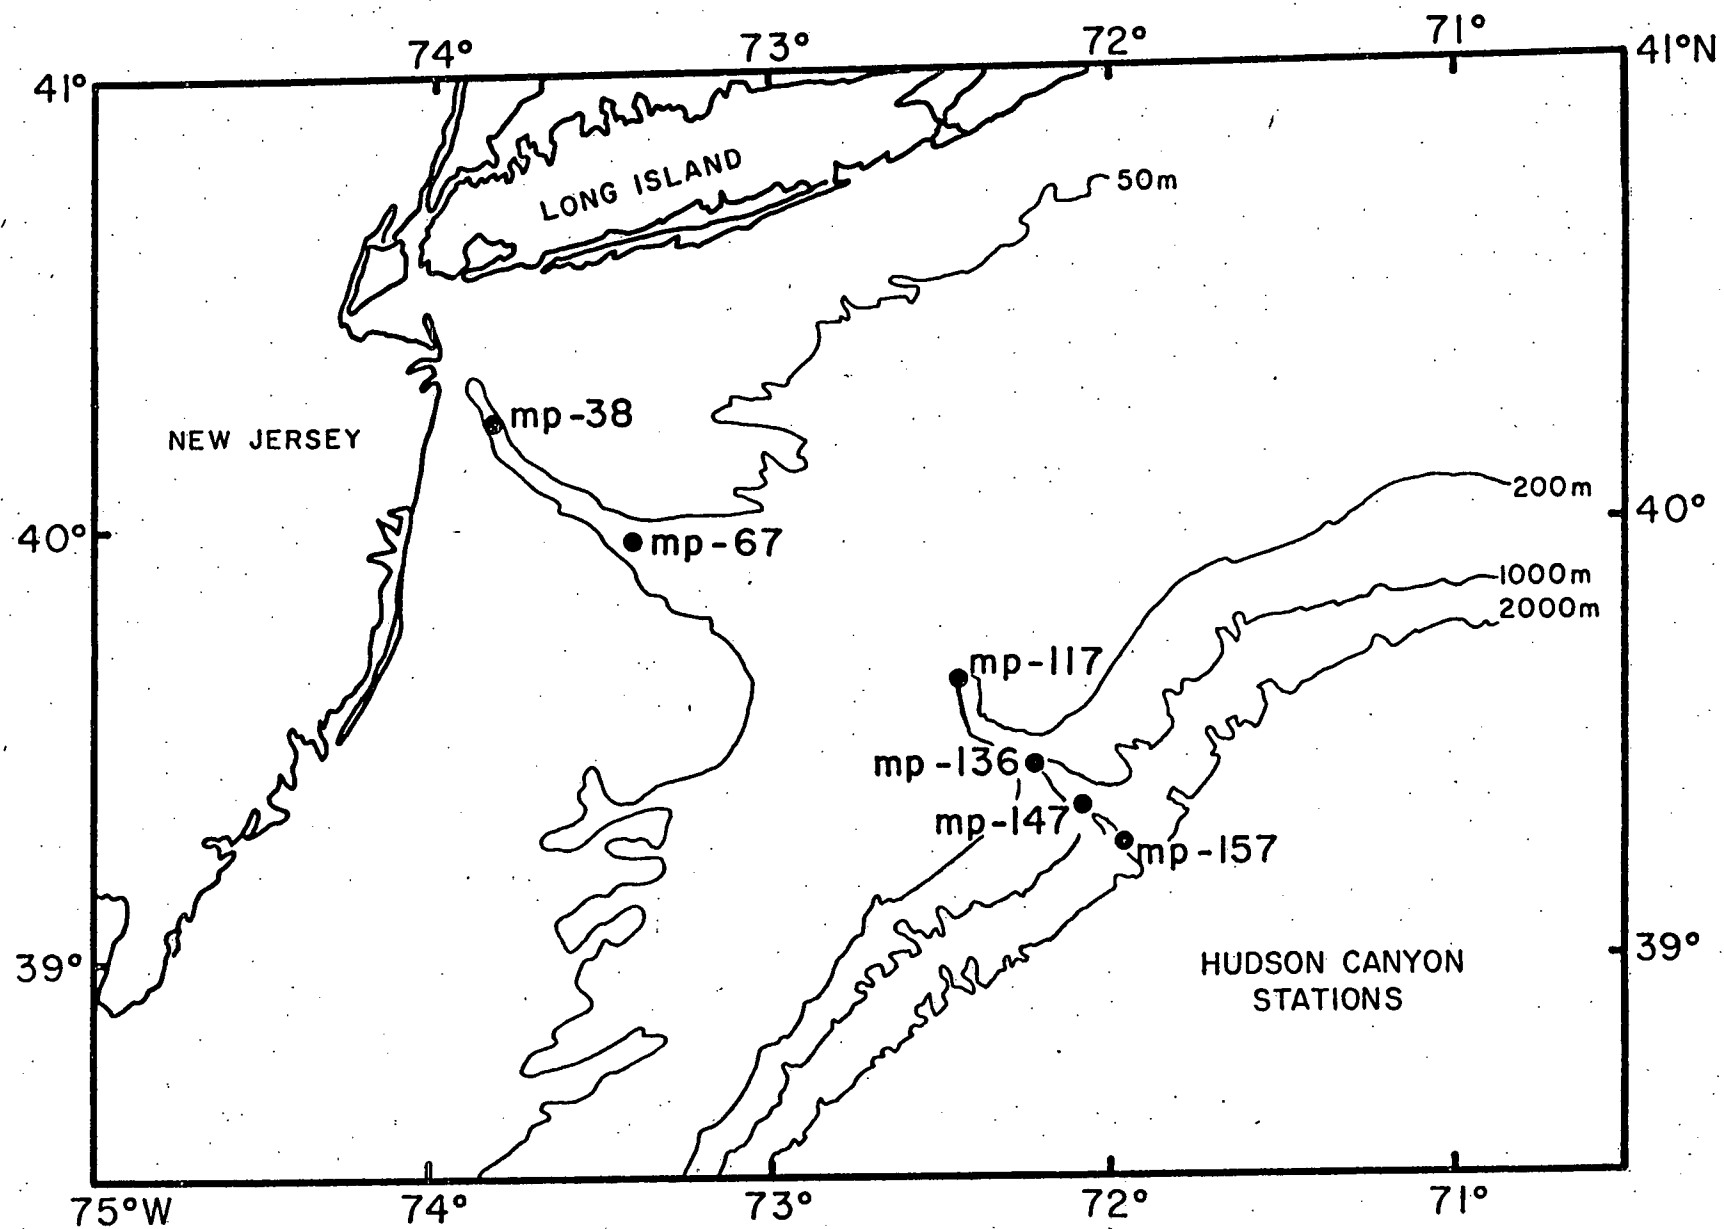 74°
73°
72°
71°
41°
41°N
LONG ISLAND
50m
mp-38
NEW JERSEY
200m
40°
40°
mp-67
1000m
2000m
mp-117
mp-136
mp-147
mp-157
39°
39°
HUDSON CANYON
STATIONS
75°W
74°
73°
72°
71°